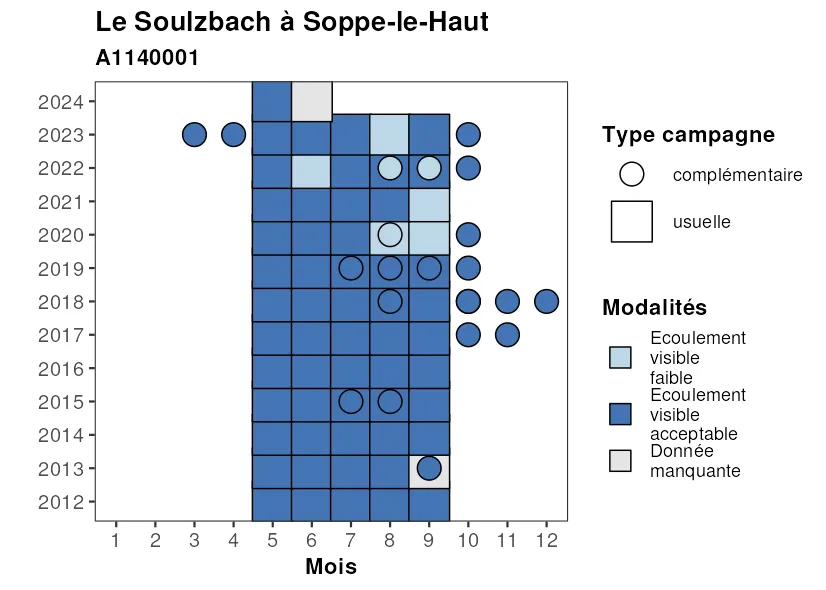 Le Soulzbach à Soppe-le-Haut
A1140001
2024
2023
2022
2021
2020
2019
2018
2017
2016
2015
2014
2013
2012
1 2 3 4 5 6 7 8 9 10 11 12
Mois
Type campagne
complémentaire
usuelle
Modalités
Ecoulement
visible
faible
Ecoulement
visible
acceptable
Donnée
manquante